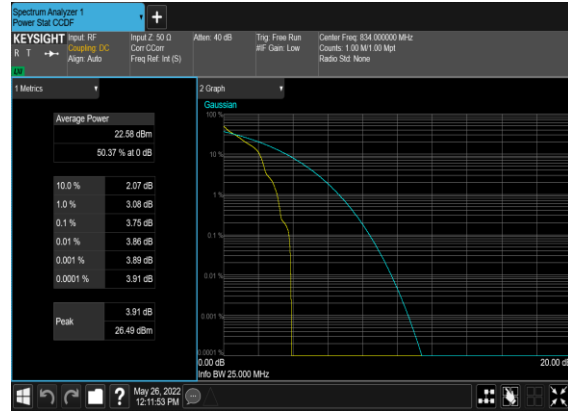 Spectrum Analyzer 1
Power Stat CCDF
KEYSIGHT
R T
LXI
Input: RF
Coupling: DC
Align: Auto
Input Z: 50 Ω
Corr CCorr
Freq Ref: Int (S)
Atten: 40 dB
Trig: Free Run
#IF Gain: Low
Center Freq: 834.000000 MHz
Counts: 1.00 M/1.00 Mpt
Radio Std: None
1 Metrics
Average Power
22.58 dBm
50.37 % at 0 dB
10.0 % 2.07 dB
1.0 % 3.08 dB
0.1 % 3.75 dB
0.01 % 3.86 dB
0.001 % 3.89 dB
0.0001 % 3.91 dB
Peak
3.91 dB
26.49 dBm
2 Graph
Gaussian
100 %
10 %
1 %
0.1 %
0.01 %
0.001 %
0.0001 %
0.00 dB
20.00 dB
Info BW 25.000 MHz
?
May 26, 2022
12:11:53 PM